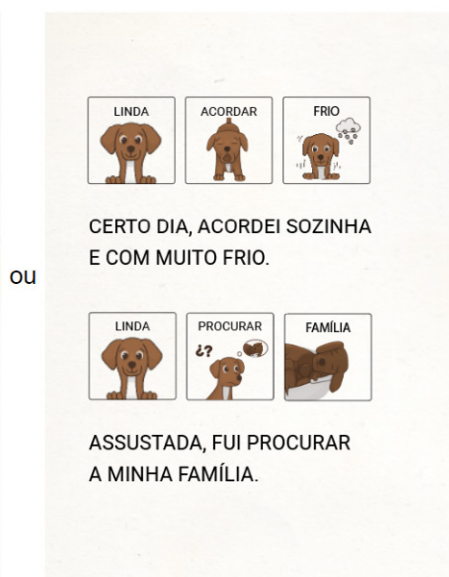 ou
LINDA ACORDAR FRIO
CERTO DIA, ACORDEI SOZINHA
E COM MUITO FRIO.
LINDA PROCURAR FAMÍLIA
¿?
ASSUSTADA, FUI PROCURAR
A MINHA FAMÍLIA.